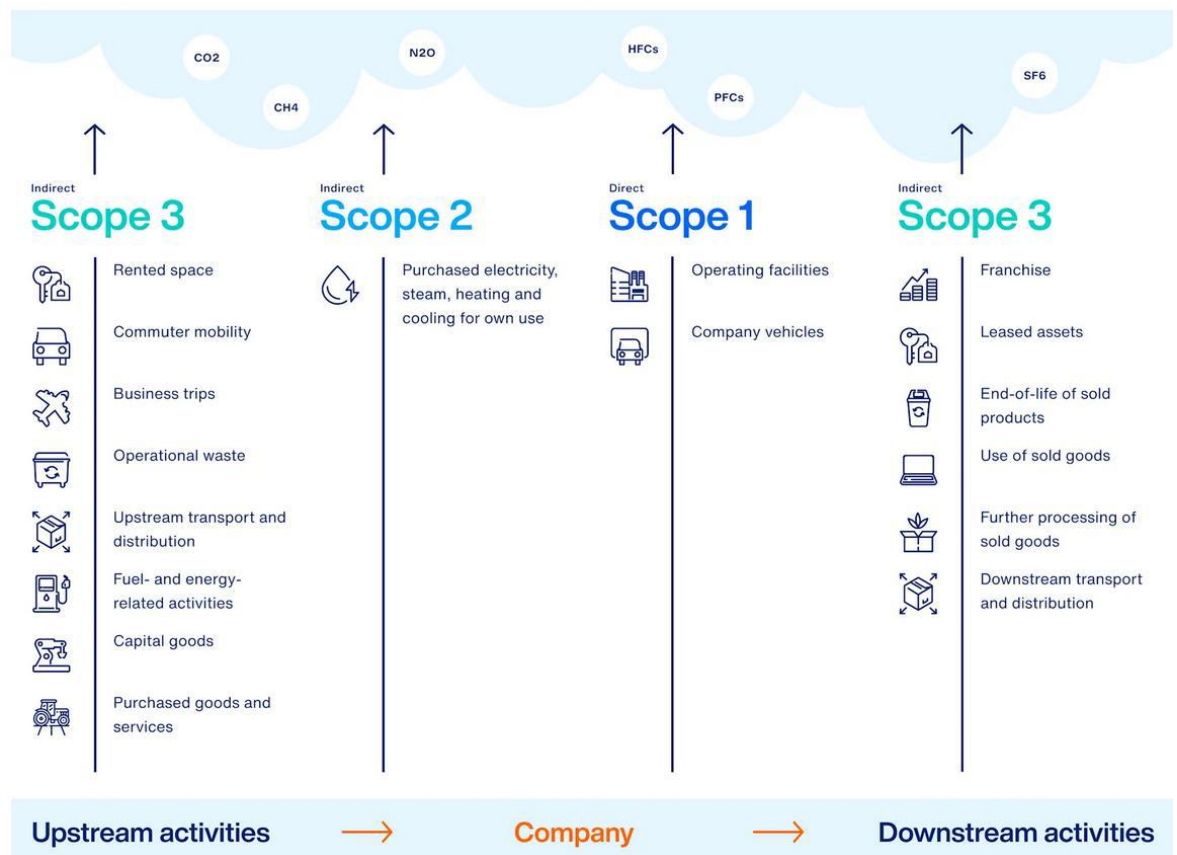 CO2
N2O
HFCs
SF6
CH4
PFCs
Indirect
Scope 3
Rented space
Commuter mobility
Business trips
Operational waste
Upstream transport and
distribution
Fuel- and energy-
related activities
Capital goods
Purchased goods and
services
Indirect
Scope 2
Purchased electricity,
steam, heating and
cooling for own use
Direct
Scope 1
Operating facilities
Company vehicles
Indirect
Scope 3
Franchise
Leased assets
End-of-life of sold
products
Use of sold goods
Further processing of
sold goods
Downstream transport
and distribution
Upstream activities
Company
Downstream activities